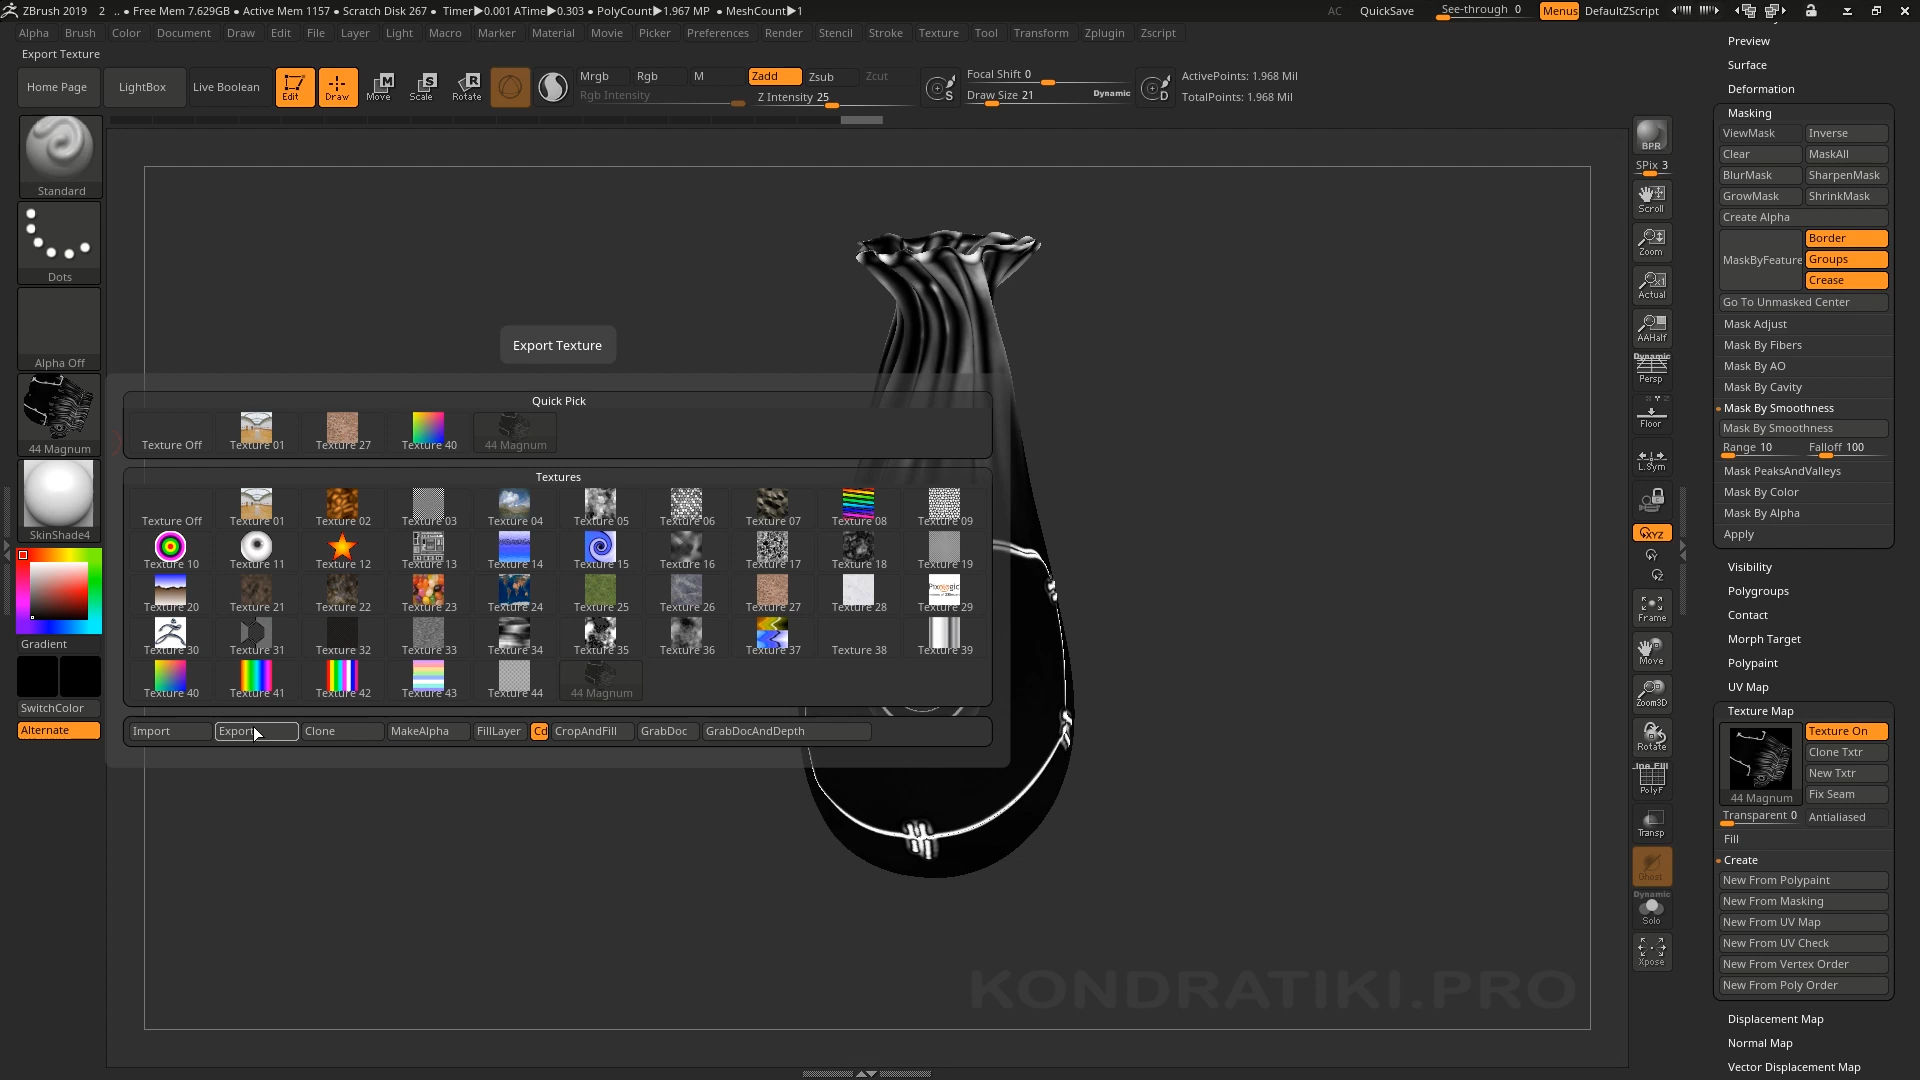 ZBrush 2019 2 .. • Free Mem 7.629GB • Active Mem 1157 • Scratch Disk 267 • Timer▶0.001 ATime▶0.303 • PolyCount▶1.967 MP • MeshCount▶1
AC QuickSave See-through 0 Menus DefaultZScript
Alpha Brush Color Document Draw Edit File Layer Light Macro Marker Material Movie Picker Preferences Render Stencil Stroke Texture Tool Transform Zplugin Zscript
Export Texture
Home Page LightBox Live Boolean Edit Draw Move Scale Rotate
Mrgb Rgb M Zadd Zsub Zcut
Rgb Intensity Z Intensity 25
S Focal Shift 0
Draw Size 21 Dynamic D
ActivePoints: 1.968 Mil
TotalPoints: 1.968 Mil
Standard
Dots
Alpha Off
44 Magnum
SkinShade4
Gradient
SwitchColor
Alternate
Export Texture
Quick Pick
Texture Off Texture 01 Texture 27 Texture 40 44 Magnum
Textures
Texture Off Texture 01 Texture 02 Texture 03 Texture 04 Texture 05 Texture 06 Texture 07 Texture 08 Texture 09
Texture 10 Texture 11 Texture 12 Texture 13 Texture 14 Texture 15 Texture 16 Texture 17 Texture 18 Texture 19
Pixologic
Texture 20 Texture 21 Texture 22 Texture 23 Texture 24 Texture 25 Texture 26 Texture 27 Texture 28 Texture 29
Texture 30 Texture 31 Texture 32 Texture 33 Texture 34 Texture 35 Texture 36 Texture 37 Texture 38 Texture 39
Texture 40 Texture 41 Texture 42 Texture 43 Texture 44 44 Magnum
Import Export Clone MakeAlpha FillLayer Cd CropAndFill GrabDoc GrabDocAndDepth
KONDRATIKI.PRO
BPR
SPix 3
Scroll
Zoom
Actual
AAHalf
Dynamic
Persp
Floor
L.Sym
XYZ
Y
Z
Frame
Move
Zoom3D
Rotate
Line Fill
PolyF
Transp
Ghost
Dynamic
Solo
Xpose
Preview
Surface
Deformation
Masking
ViewMask Inverse
Clear MaskAll
BlurMask SharpenMask
GrowMask ShrinkMask
Create Alpha
MaskByFeature Border
Groups
Crease
Go To Unmasked Center
Mask Adjust
Mask By Fibers
Mask By AO
Mask By Cavity
Mask By Smoothness
Mask By Smoothness
Range 10 Falloff 100
Mask PeaksAndValleys
Mask By Color
Mask By Alpha
Apply
Visibility
Polygroups
Contact
Morph Target
Polypaint
UV Map
Texture Map
Texture On
Clone Txtr
New Txtr
44 Magnum Fix Seam
Transparent 0 Antialiased
Fill
Create
New From Polypaint
New From Masking
New From UV Map
New From UV Check
New From Vertex Order
New From Poly Order
Displacement Map
Normal Map
Vector Displacement Map